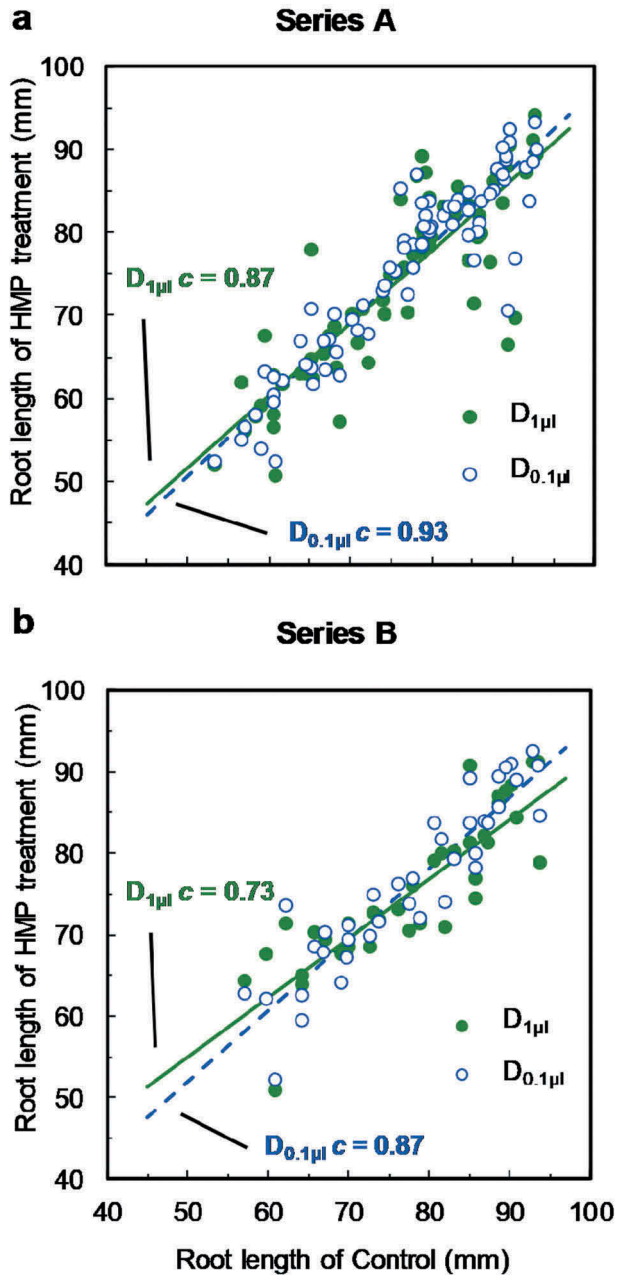 a
Series A
Root length of HMP treatment (mm)
100
90
80
70
60
50
40
D1µl c = 0.87
D0.1µl c = 0.93
D1µl
D0.1µl
b
Series B
Root length of HMP treatment (mm)
100
90
80
70
60
50
40
D1µl c = 0.73
D0.1µl c = 0.87
D1µl
D0.1µl
40 50 60 70 80 90 100
Root length of Control (mm)